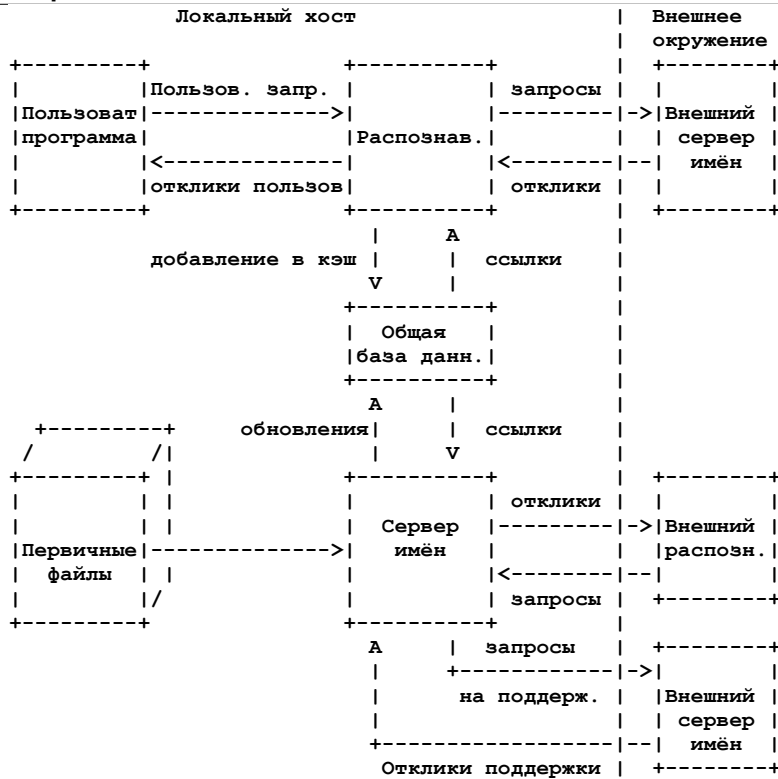 Локальный хост | Внешнее
| окружение
+---------+ +----------+ | +--------+
| |Пользов. запр. | | запросы | | |
|Пользоват|-------------->| |---------|->|Внешний |
|программа| |Распознав.| | | сервер |
| |<--------------| |<--------|--| имён |
| |отклики пользов| | отклики | | |
+---------+ +----------+ | +--------+
| A |
добавление в кэш | | ссылки |
V | |
+----------+ |
| Общая | |
|база данн.| |
+----------+ |
A | |
+---------+ обновления| | ссылки |
/ /| | V |
+---------+ | +----------+ | +--------+
| | | | | отклики | | |
| | | | Сервер |---------|->|Внешний |
|Первичные|-------------->| имён | | |распозн.|
| файлы | | | |<--------|--| |
| |/ | | запросы | +--------+
+---------+ +----------+ |
A | запросы | +--------+
| +------------|->| |
| на поддерж. | |Внешний |
| | | сервер |
+------------------|--| имён |
Отклики поддержки | +--------+